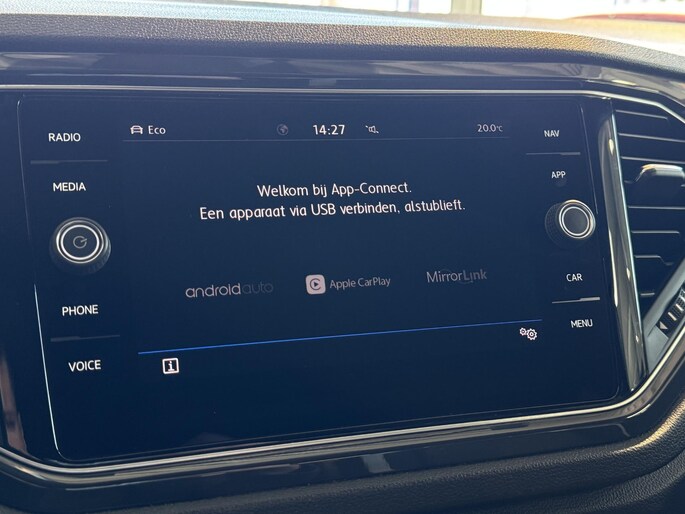 RADIO
MEDIA
PHONE
VOICE
Eco
14:27
20.0°C
Welkom bij App-Connect.
Een apparaat via USB verbinden, alstublieft.
androidauto
Apple CarPlay
MirrorLink
i
NAV
APP
CAR
MENU